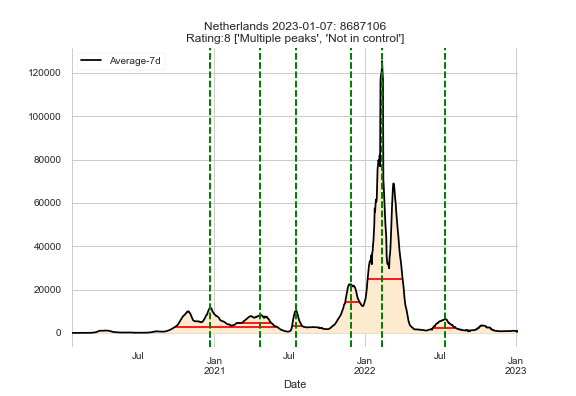 Netherlands 2023-01-07: 8687106
Rating:8 ['Multiple peaks', 'Not in control']
Average-7d
120000
100000
80000
60000
40000
20000
0
Jul
Jan
2021
Jul
Jan
2022
Jul
Jan
2023
Date